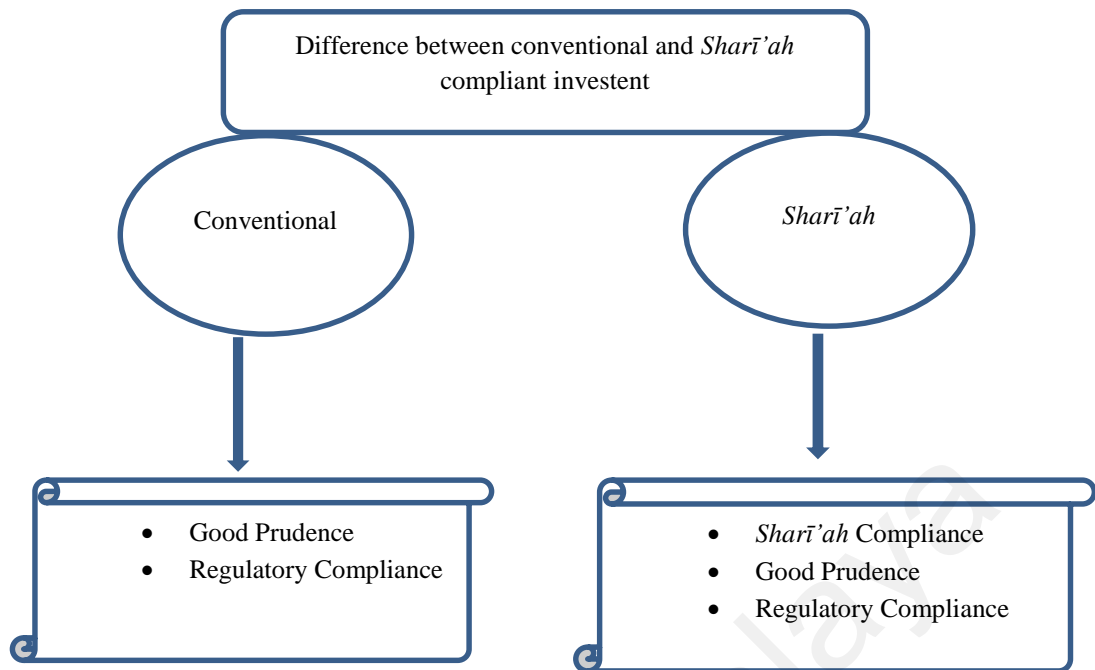 Difference between conventional and Sharī’ah
compliant investent
Conventional
Sharī’ah
• Good Prudence
• Regulatory Compliance
• Sharī’ah Compliance
• Good Prudence
• Regulatory Compliance
laya